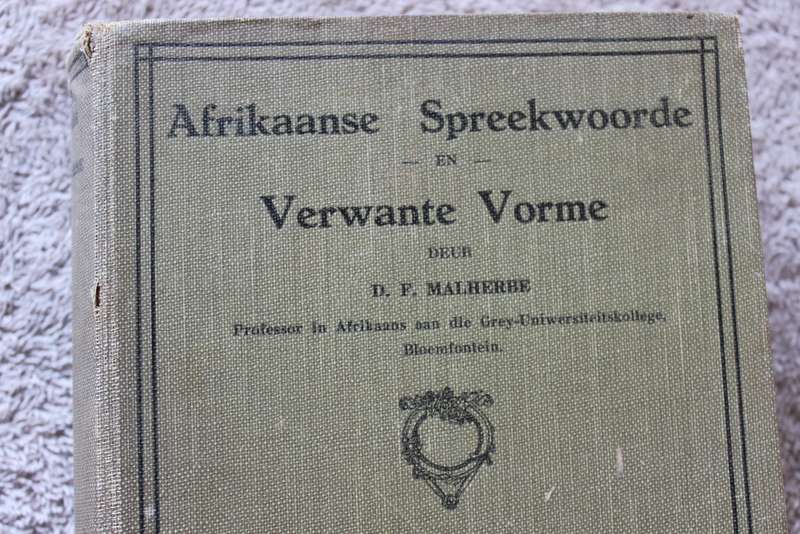 Afrikaanse Spreekwoorde
— EN —
Verwante Vorme
DEUR
D. F. MALHERBE
Professor in Afrikaans aan die Grey-Uniwersiteitskollege,
Bloemfontein.